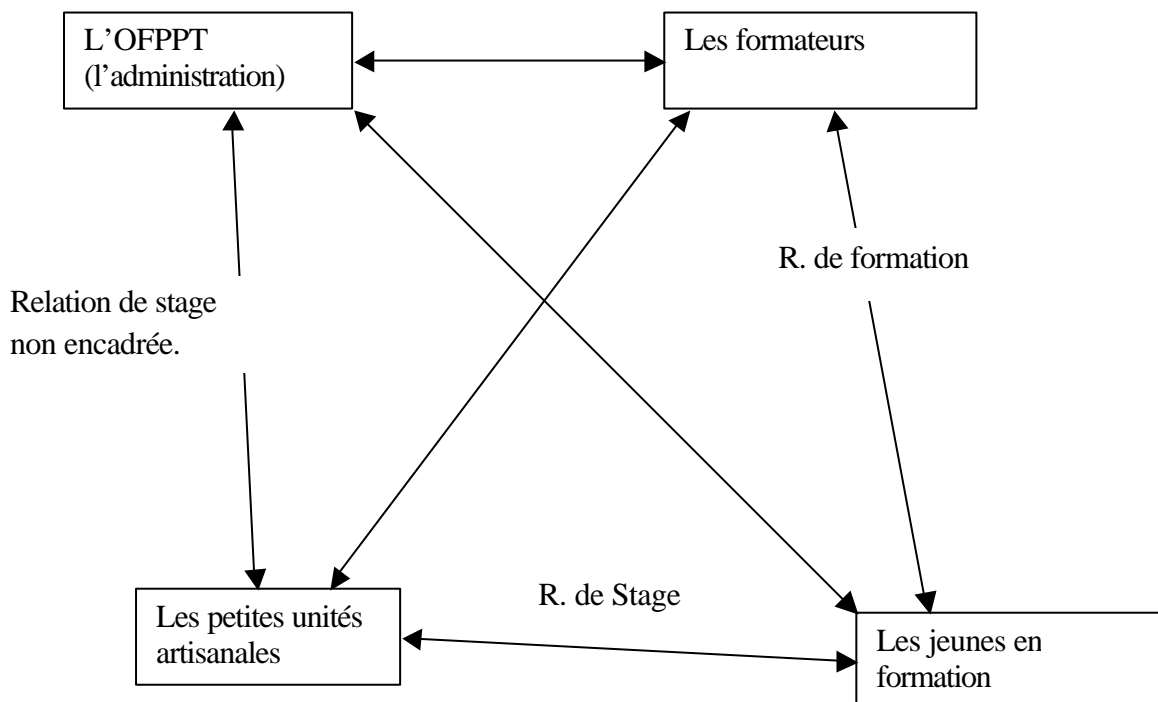 L’OFPPT
(l’administration)
Les formateurs
R. de formation
Relation de stage
non encadrée.
R. de Stage
Les petites unités
artisanales
Les jeunes en
formation